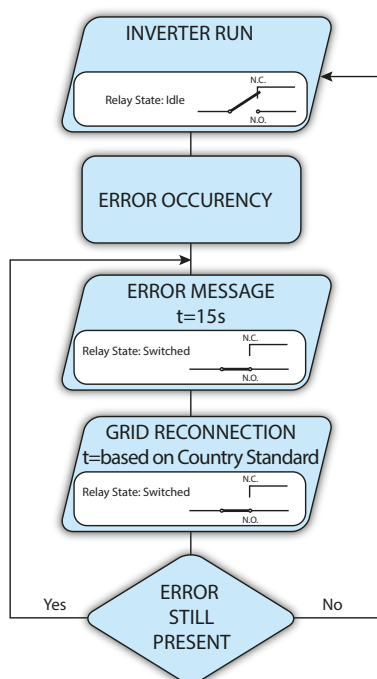 INVERTER RUN
N.C.
Relay State: Idle
N.O.
ERROR OCCURENCY
ERROR MESSAGE
t=15s
N.C.
Relay State: Switched
N.O.
GRID RECONNECTION
t=based on Country Standard
N.C.
Relay State: Switched
N.O.
Yes
ERROR
STILL
PRESENT
No